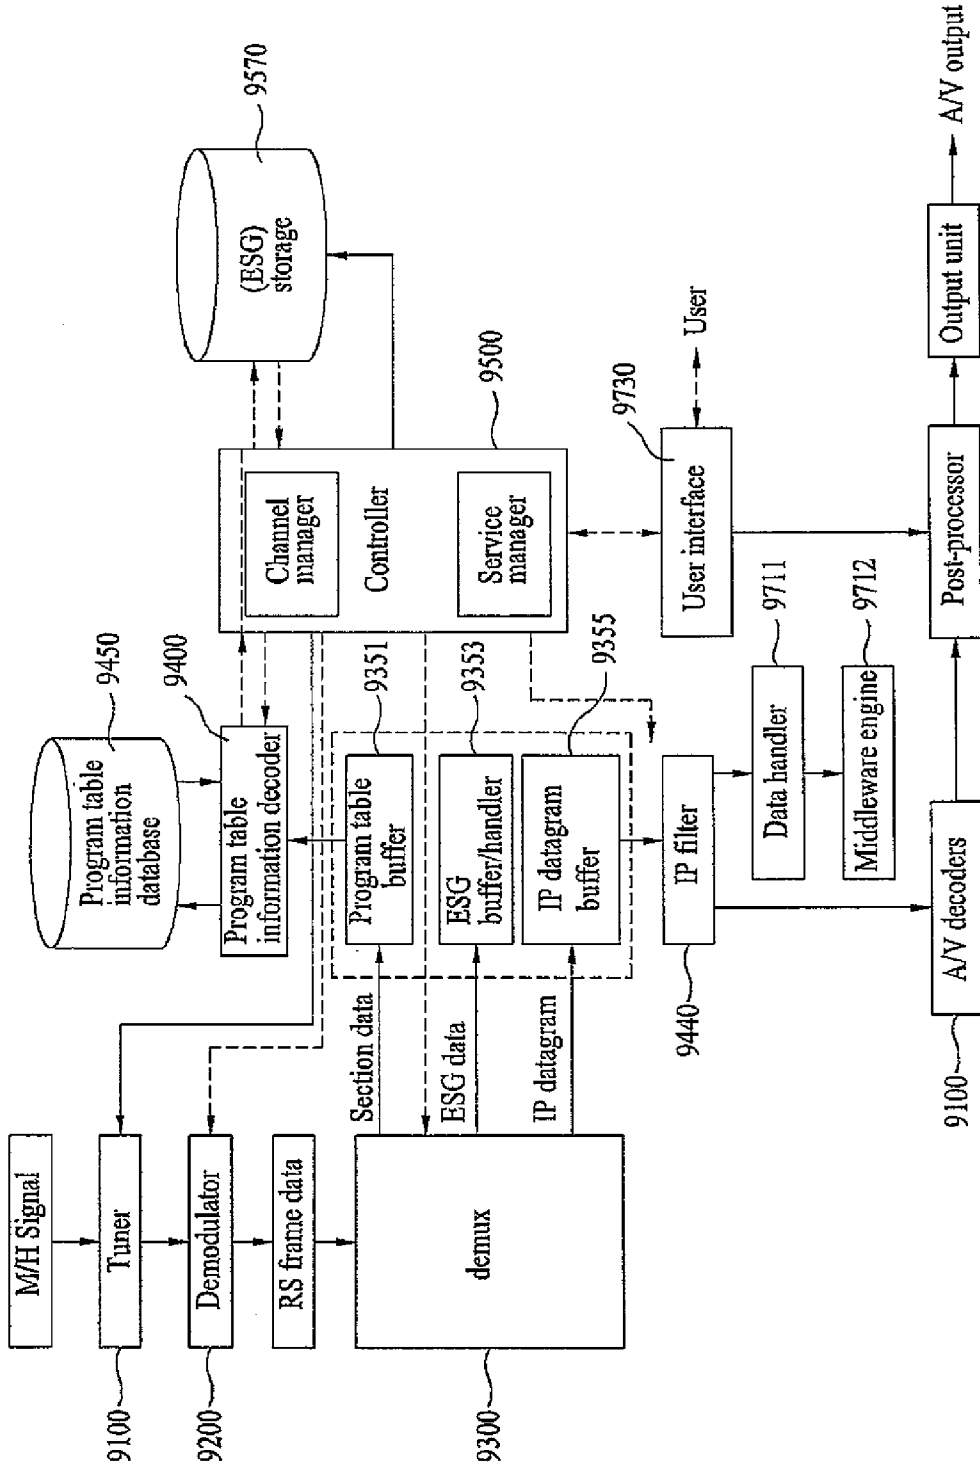 M/H Signal
Tuner
9100
Demodulator
9200
RS frame data
demux
9300
Section data
ESG data
IP datagram
Program table
information
database
9450
Program table
information decoder
9400
Program table
buffer
9351
ESG
buffer/handler
9353
IP datagram
buffer
9355
Channel
manager
Controller
Service
manager
9500
(ESG)
storage
9570
IP filter
9440
Data handler
9711
Middleware engine
9712
User interface
9730
User
A/V decoders
9100
Post-processor
Output unit
A/V output